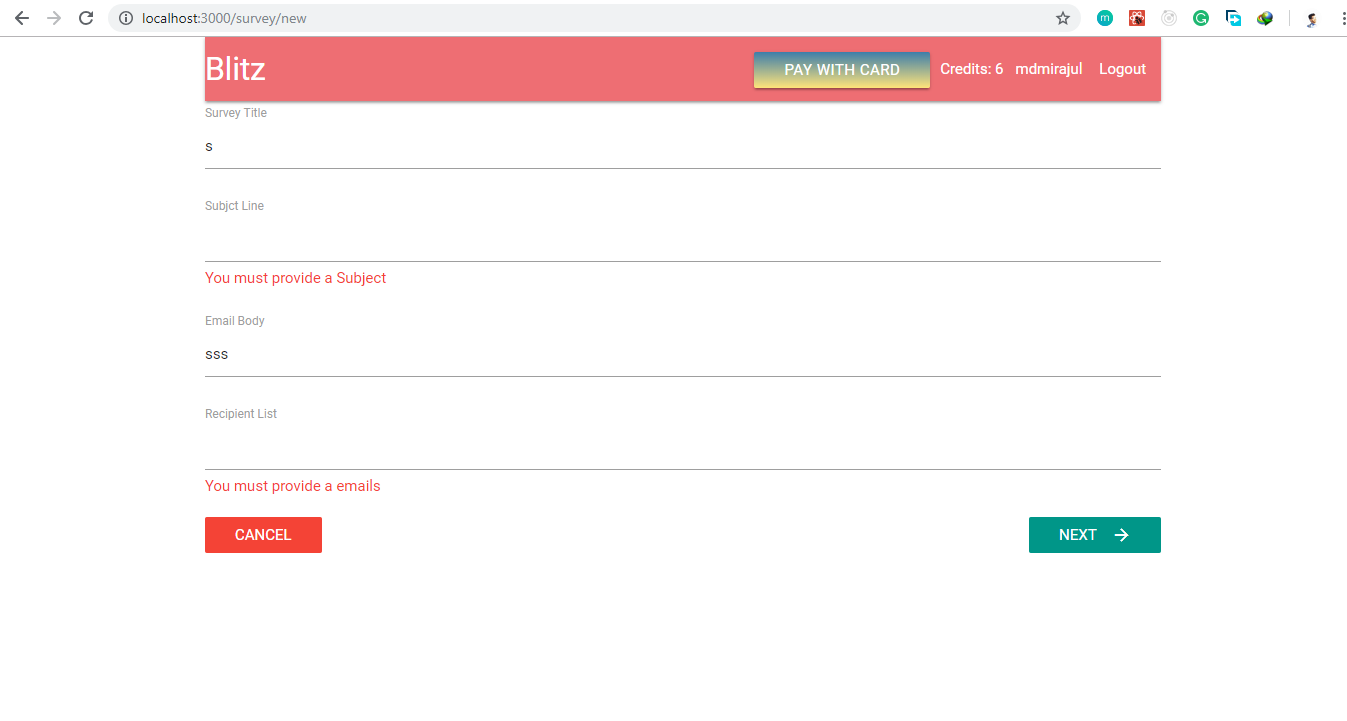 localhost:3000/survey/new
Blitz
PAY WITH CARD
Credits: 6
mdmirajul
Logout
Survey Title
s
Subjct Line
You must provide a Subject
Email Body
sss
Recipient List
You must provide a emails
CANCEL
NEXT